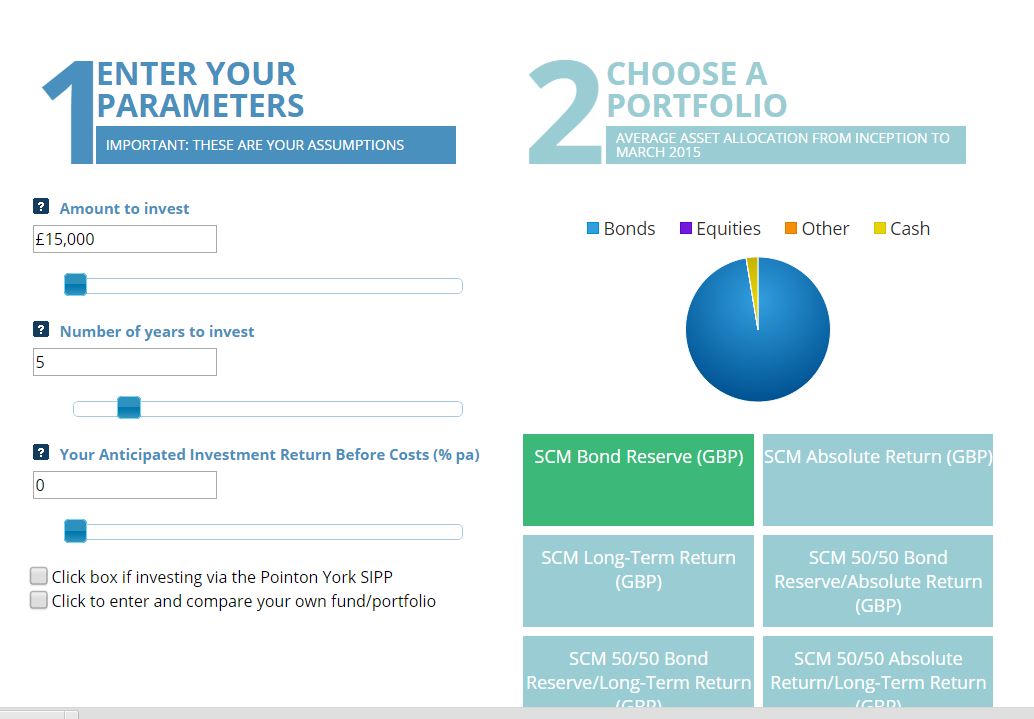 1 ENTER YOUR
PARAMETERS
IMPORTANT: THESE ARE YOUR ASSUMPTIONS
? Amount to invest
£15,000
? Number of years to invest
5
? Your Anticipated Investment Return Before Costs (% pa)
0
Click box if investing via the Pointon York SIPP
Click to enter and compare your own fund/portfolio
2 CHOOSE A
PORTFOLIO
AVERAGE ASSET ALLOCATION FROM INCEPTION TO
MARCH 2015
Bonds Equities Other Cash
SCM Bond Reserve (GBP)
SCM Absolute Return (GBP)
SCM Long-Term Return
(GBP)
SCM 50/50 Bond
Reserve/Absolute Return
(GBP)
SCM 50/50 Bond
Reserve/Long-Term Return
(GBP)
SCM 50/50 Absolute
Return/Long-Term Return
(GBP)